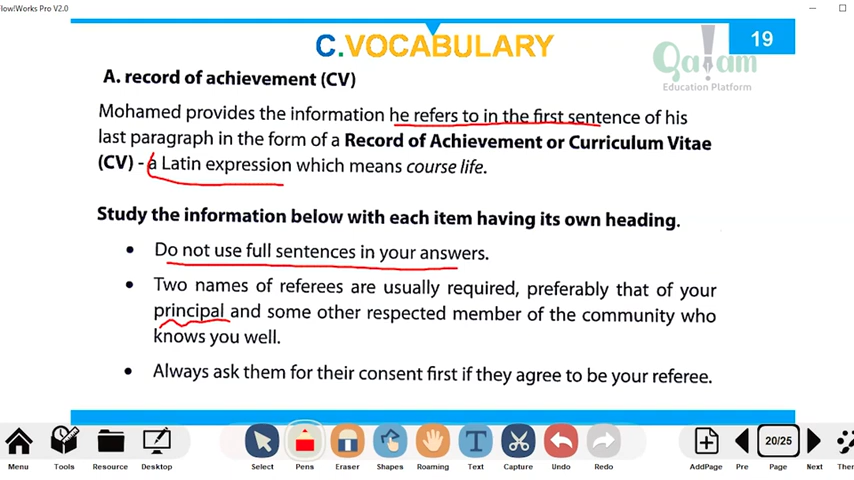 Flow!Works Pro V2.0
C.VOCABULARY
19
Qalam
Education Platform
A. record of achievement (CV)
Mohamed provides the information he refers to in the first sentence of his
last paragraph in the form of a Record of Achievement or Curriculum Vitae
(CV) - a Latin expression which means course life.
Study the information below with each item having its own heading.
• Do not use full sentences in your answers.
• Two names of referees are usually required, preferably that of your
principal and some other respected member of the community who
knows you well.
• Always ask them for their consent first if they agree to be your referee.
20/25
Menu Tools Resource Desktop Select Pens Eraser Shapes Roaming Text Capture Undo Redo AddPage Pre Page Next Ther